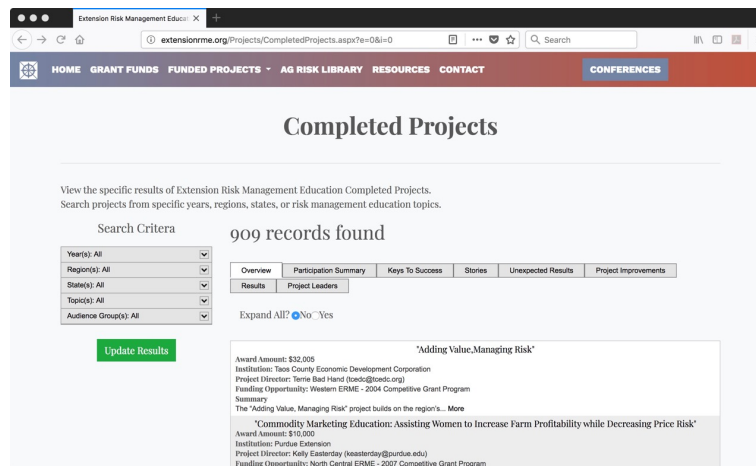 Extension Risk Management Educat
extensionrme.org/Projects/CompletedProjects.aspx?e=0&i=0
Search
HOME GRANT FUNDS FUNDED PROJECTS AG RISK LIBRARY RESOURCES CONTACT CONFERENCES
Completed Projects
View the specific results of Extension Risk Management Education Completed Projects.
Search projects from specific years, regions, states, or risk management education topics.
Search Critera
909 records found
Year(s): All
Region(s): All
State(s): All
Topic(s): All
Audience Group(s): All
Update Results
Overview Participation Summary Keys To Success Stories Unexpected Results Project Improvements
Results Project Leaders
Expand All? No Yes
"Adding Value,Managing Risk"
Award Amount: $32,005
Institution: Taos County Economic Development Corporation
Project Director: Terrie Bad Hand (tcedc@tcedc.org)
Funding Opportunity: Western ERME - 2004 Competitive Grant Program
Summary
The "Adding Value, Managing Risk" project builds on the region's... More
"Commodity Marketing Education: Assisting Women to Increase Farm Profitability while Decreasing Price Risk"
Award Amount: $10,000
Institution: Purdue Extension
Project Director: Kelly Easterday (keasterday@purdue.edu)
Funding Opportunity: North Central ERME - 2007 Competitive Grant Program